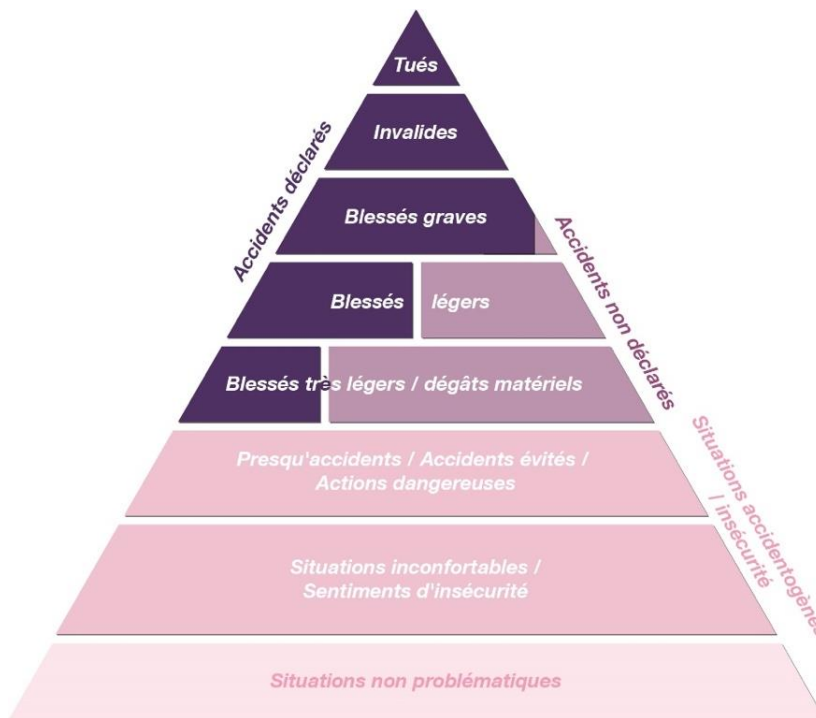 Tués
Invalides
Blessés graves
Blessés légers
Blessés très légers / dégâts matériels
Presqu'accidents / Accidents évités /
Actions dangereuses
Situations inconfortables /
Sentiments d'insécurité
Situations non problématiques
Accidents déclarés
Accidents non déclarés
Situations accidentogènes
/ insécurité